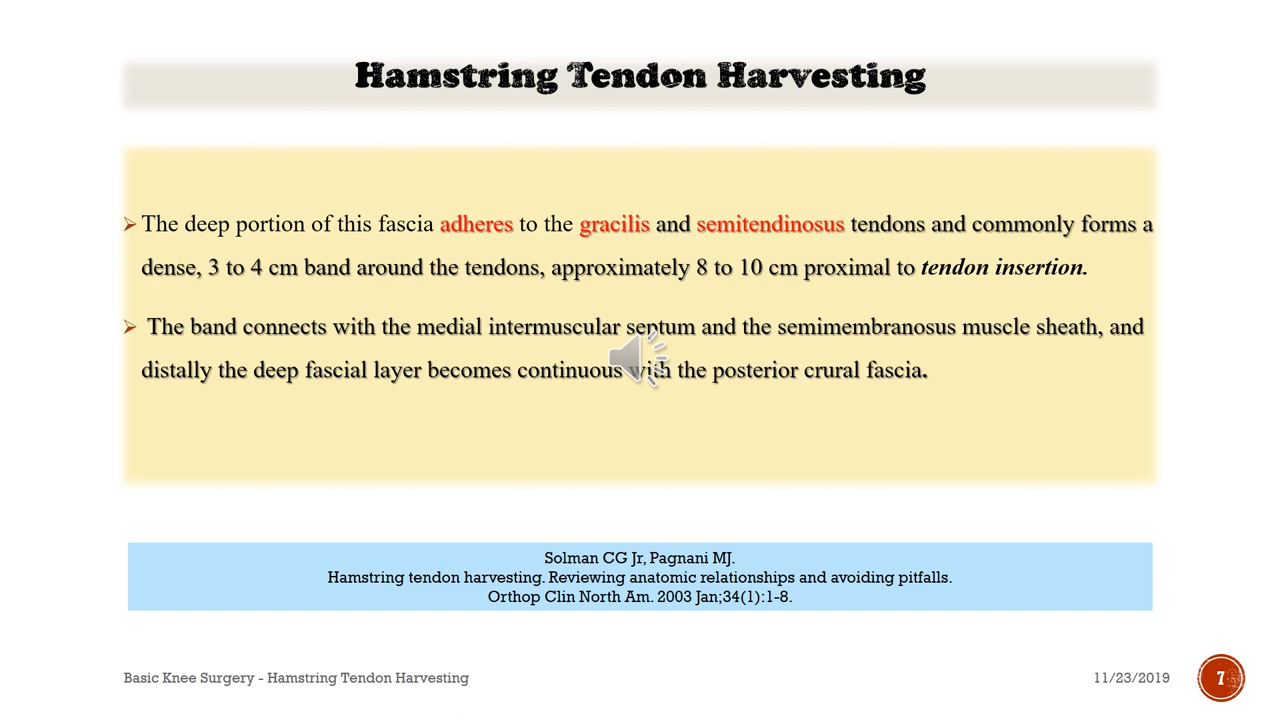 Hamstring Tendon Harvesting
The deep portion of this fascia adheres to the gracilis and semitendinosus tendons and commonly forms a
dense, 3 to 4 cm band around the tendons, approximately 8 to 10 cm proximal to tendon insertion.
The band connects with the medial intermuscular septum and the semimembranosus muscle sheath, and
distally the deep fascial layer becomes continuous with the posterior crural fascia.
Solman CG Jr, Pagnani MJ.
Hamstring tendon harvesting. Reviewing anatomic relationships and avoiding pitfalls.
Orthop Clin North Am. 2003 Jan;34(1):1-8.
Basic Knee Surgery - Hamstring Tendon Harvesting
11/23/2019
7